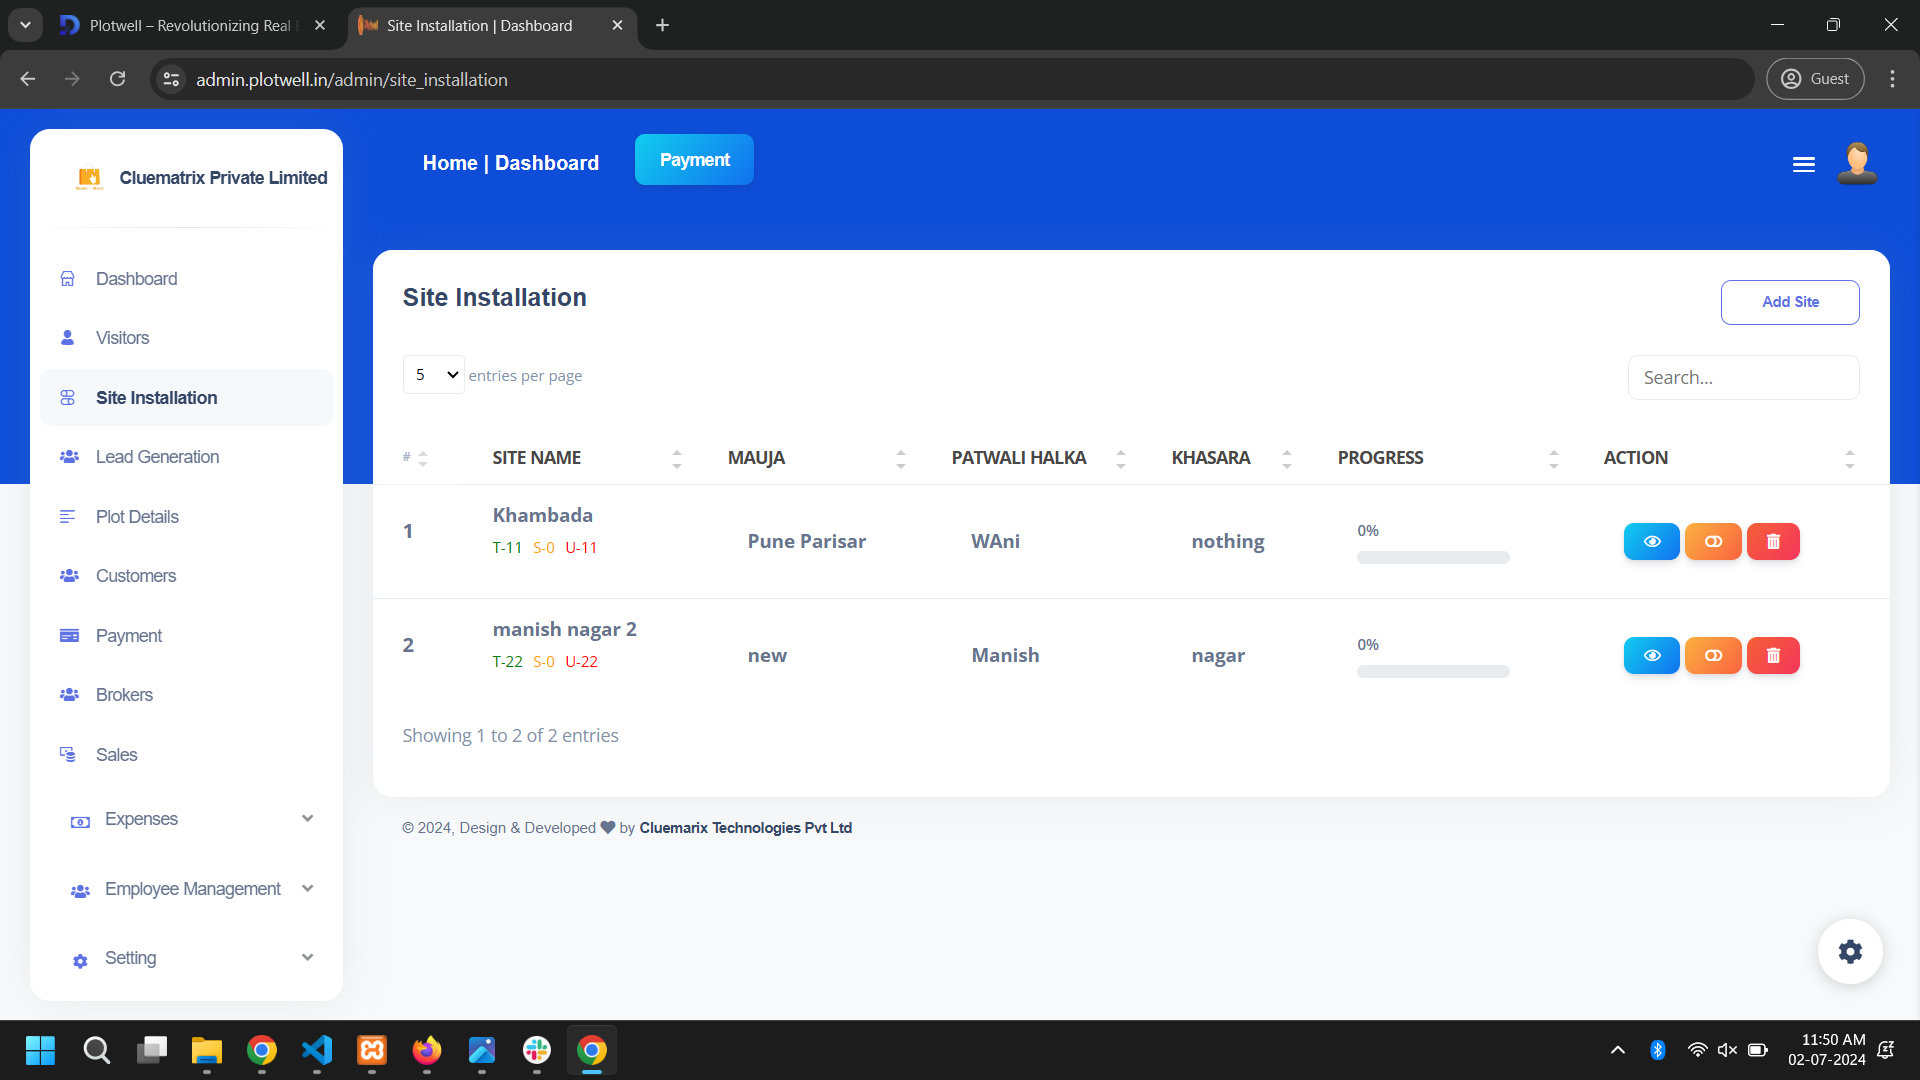 Plotwell – Revolutionizing Real
Site Installation | Dashboard
admin.plotwell.in/admin/site_installation
Guest
Cluematrix Private Limited
Home | Dashboard
Payment
Dashboard
Visitors
Site Installation
Lead Generation
Plot Details
Customers
Payment
Brokers
Sales
Expenses
Employee Management
Setting
Site Installation
Add Site
5 entries per page
Search...
# SITE NAME MAUJA PATWALI HALKA KHASARA PROGRESS ACTION
1 Khambada Pune Parisar WAni nothing 0%
T-11 S-0 U-11
2 manish nagar 2 new Manish nagar 0%
T-22 S-0 U-22
Showing 1 to 2 of 2 entries
© 2024, Design & Developed by Cluemarix Technologies Pvt Ltd
11:50 AM
02-07-2024